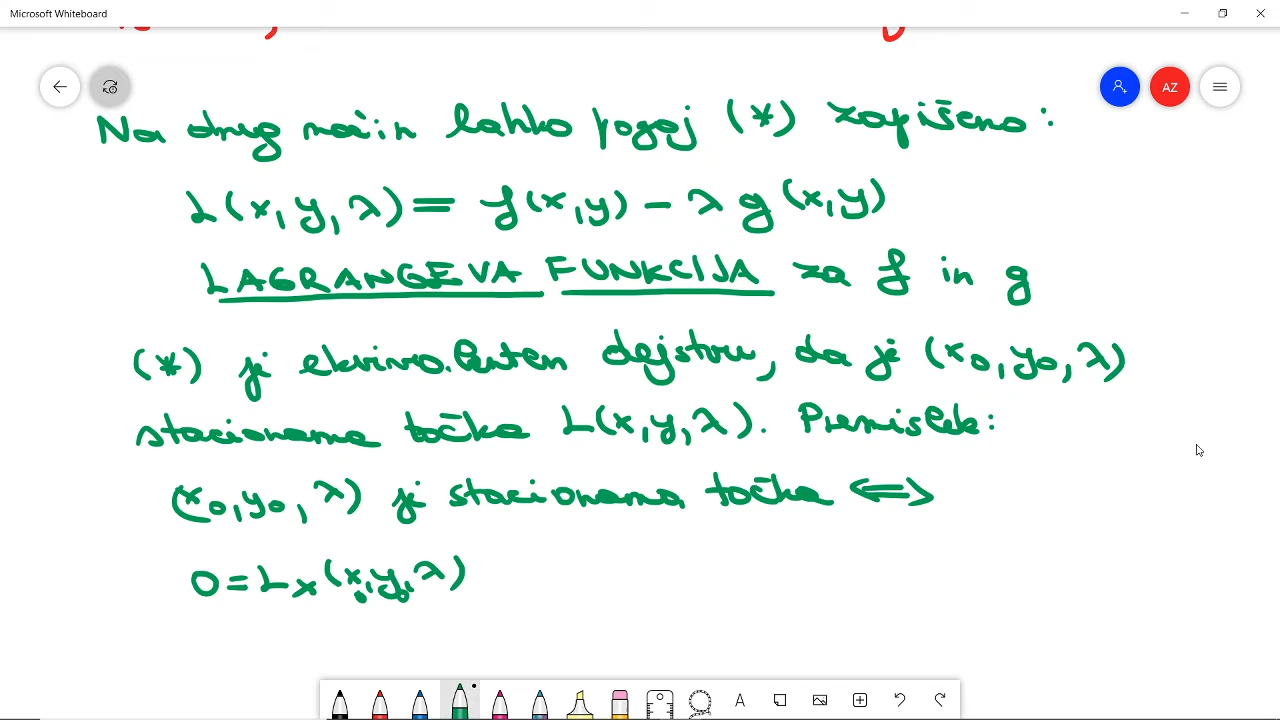 Microsoft Whiteboard
AZ
Na drug način lahko pogoj (*) zapišemo:
L(x,y,λ) = f(x,y) - λ g(x,y)
LAGRANGEVA FUNKCIJA za f in g
(*) je ekvivalenten dejstvu, da je (x₀,y₀,λ)
stacionarna točka L(x,y,λ). Premislek:
(x₀,y₀,λ) je stacionarna točka ⟺
0 = Lₓ(x₀,y₀,λ)
A